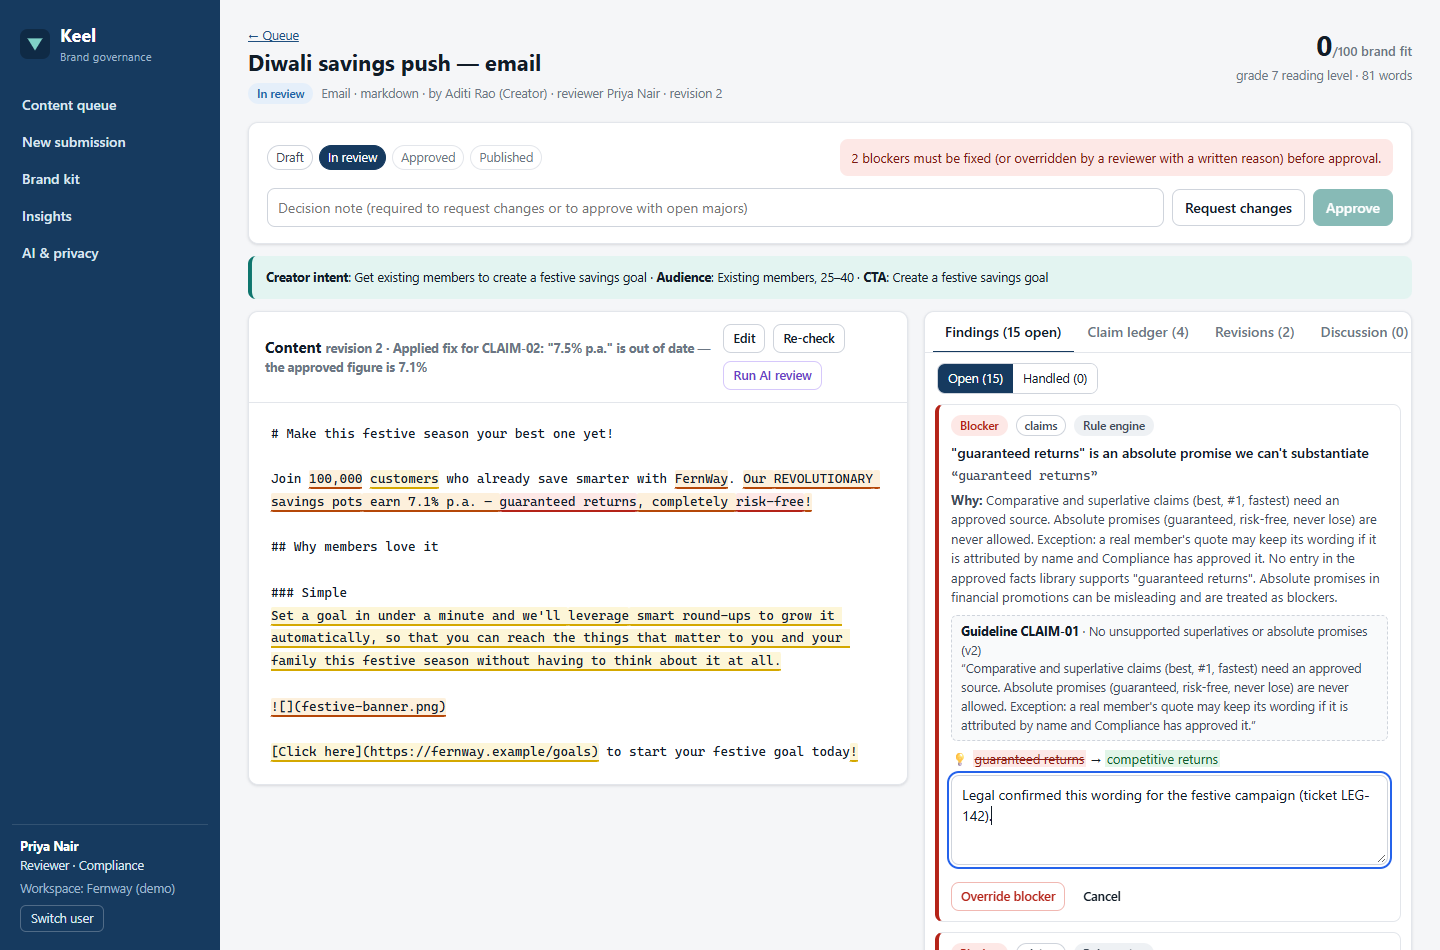 Keel
Brand governance
Content queue
New submission
Brand kit
Insights
AI & privacy
Priya Nair
Reviewer · Compliance
Workspace: Fernway (demo)
Switch user
← Queue
Diwali savings push — email
In review Email · markdown · by Aditi Rao (Creator) · reviewer Priya Nair · revision 2
0/100 brand fit
grade 7 reading level · 81 words
Draft In review Approved Published
2 blockers must be fixed (or overridden by a reviewer with a written reason) before approval.
Decision note (required to request changes or to approve with open majors)
Request changes Approve
Creator intent: Get existing members to create a festive savings goal · Audience: Existing members, 25–40 · CTA: Create a festive savings goal
Content revision 2 · Applied fix for CLAIM-02: "7.5% p.a." is out of date —
the approved figure is 7.1%
Edit Re-check
Run AI review
# Make this festive season your best one yet!
Join 100,000 customers who already save smarter with FernWay. Our REVOLUTIONARY
savings pots earn 7.1% p.a. — guaranteed returns, completely risk-free!
## Why members love it
### Simple
Set a goal in under a minute and we'll leverage smart round-ups to grow it
automatically, so that you can reach the things that matter to you and your
family this festive season without having to think about it at all.
![](festive-banner.png)
[Click here](https://fernway.example/goals) to start your festive goal today!
Findings (15 open) Claim ledger (4) Revisions (2) Discussion (0)
Open (15) Handled (0)
Blocker claims Rule engine
"guaranteed returns" is an absolute promise we can't substantiate
“guaranteed returns”
Why: Comparative and superlative claims (best, #1, fastest) need an
approved source. Absolute promises (guaranteed, risk-free, never lose) are
never allowed. Exception: a real member's quote may keep its wording if it
is attributed by name and Compliance has approved it. No entry in the
approved facts library supports "guaranteed returns". Absolute promises in
financial promotions can be misleading and are treated as blockers.
Guideline CLAIM-01 · No unsupported superlatives or absolute promises
(v2)
“Comparative and superlative claims (best, #1, fastest) need an approved
source. Absolute promises (guaranteed, risk-free, never lose) are never
allowed. Exception: a real member's quote may keep its wording if it is
attributed by name and Compliance has approved it.”
guaranteed returns → competitive returns
Legal confirmed this wording for the festive campaign (ticket LEG-
142).
Override blocker Cancel